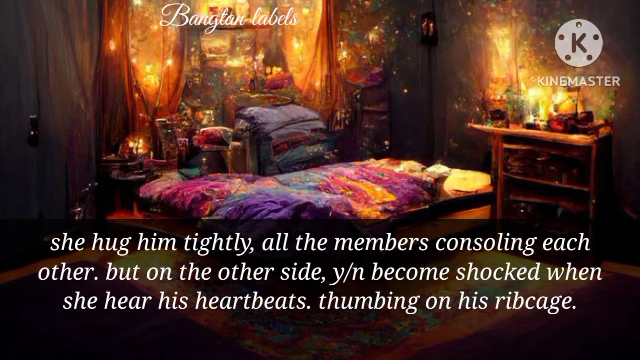 Bangtan labels
K
KINEMASTER
she hug him tightly, all the members consoling each
other. but on the other side, y/n become shocked when
she hear his heartbeats. thumbing on his ribcage.